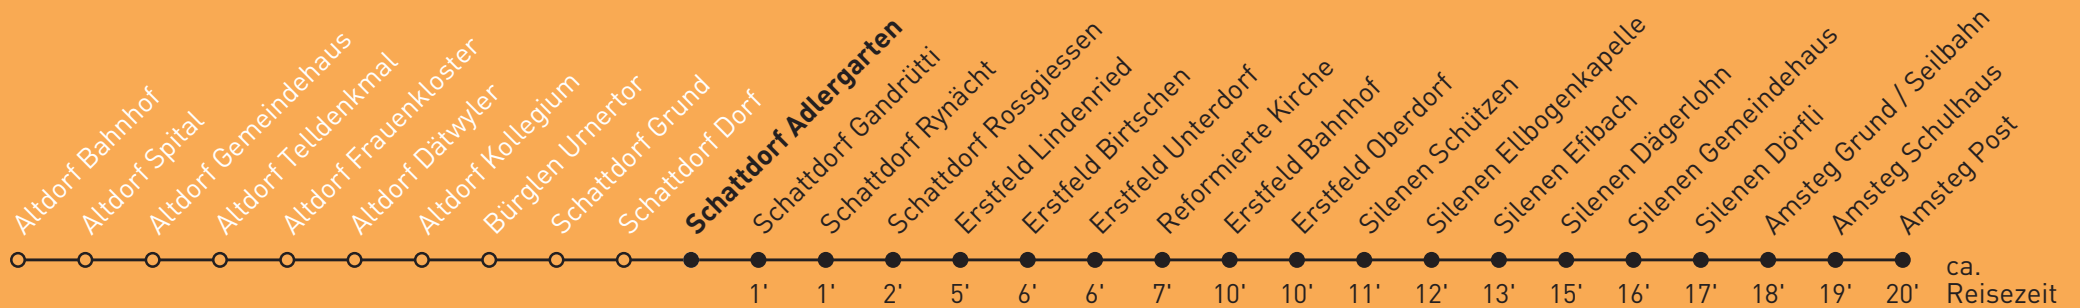 Altdorf Bahnhof
Altdorf Spital
Altdorf Gemeindehaus
Altdorf Telldenkmal
Altdorf Frauenkloster
Altdorf Dätwyler
Altdorf Kollegium
Bürglen Urnertor
Schattdorf Grund
Schattdorf Dorf
Schattdorf Adlergarten
Schattdorf Gandrütti
Schattdorf Rynächt
Schattdorf Rossgiessen
Erstfeld Lindenried
Erstfeld Birtschen
Erstfeld Unterdorf
Reformierte Kirche
Erstfeld Bahnhof
Erstfeld Oberdorf
Silenen Schützen
Silenen Ellbogenkapelle
Silenen Efibach
Silenen Dägerlohn
Silenen Gemeindehaus
Silenen Dörfli
Amsteg Grund / Seilbahn
Amsteg Schulhaus
Amsteg Post
1' 1' 2' 5' 6' 6' 7' 10' 10' 11' 12' 13' 15' 16' 17' 18' 19' 20'
ca.
Reisezeit